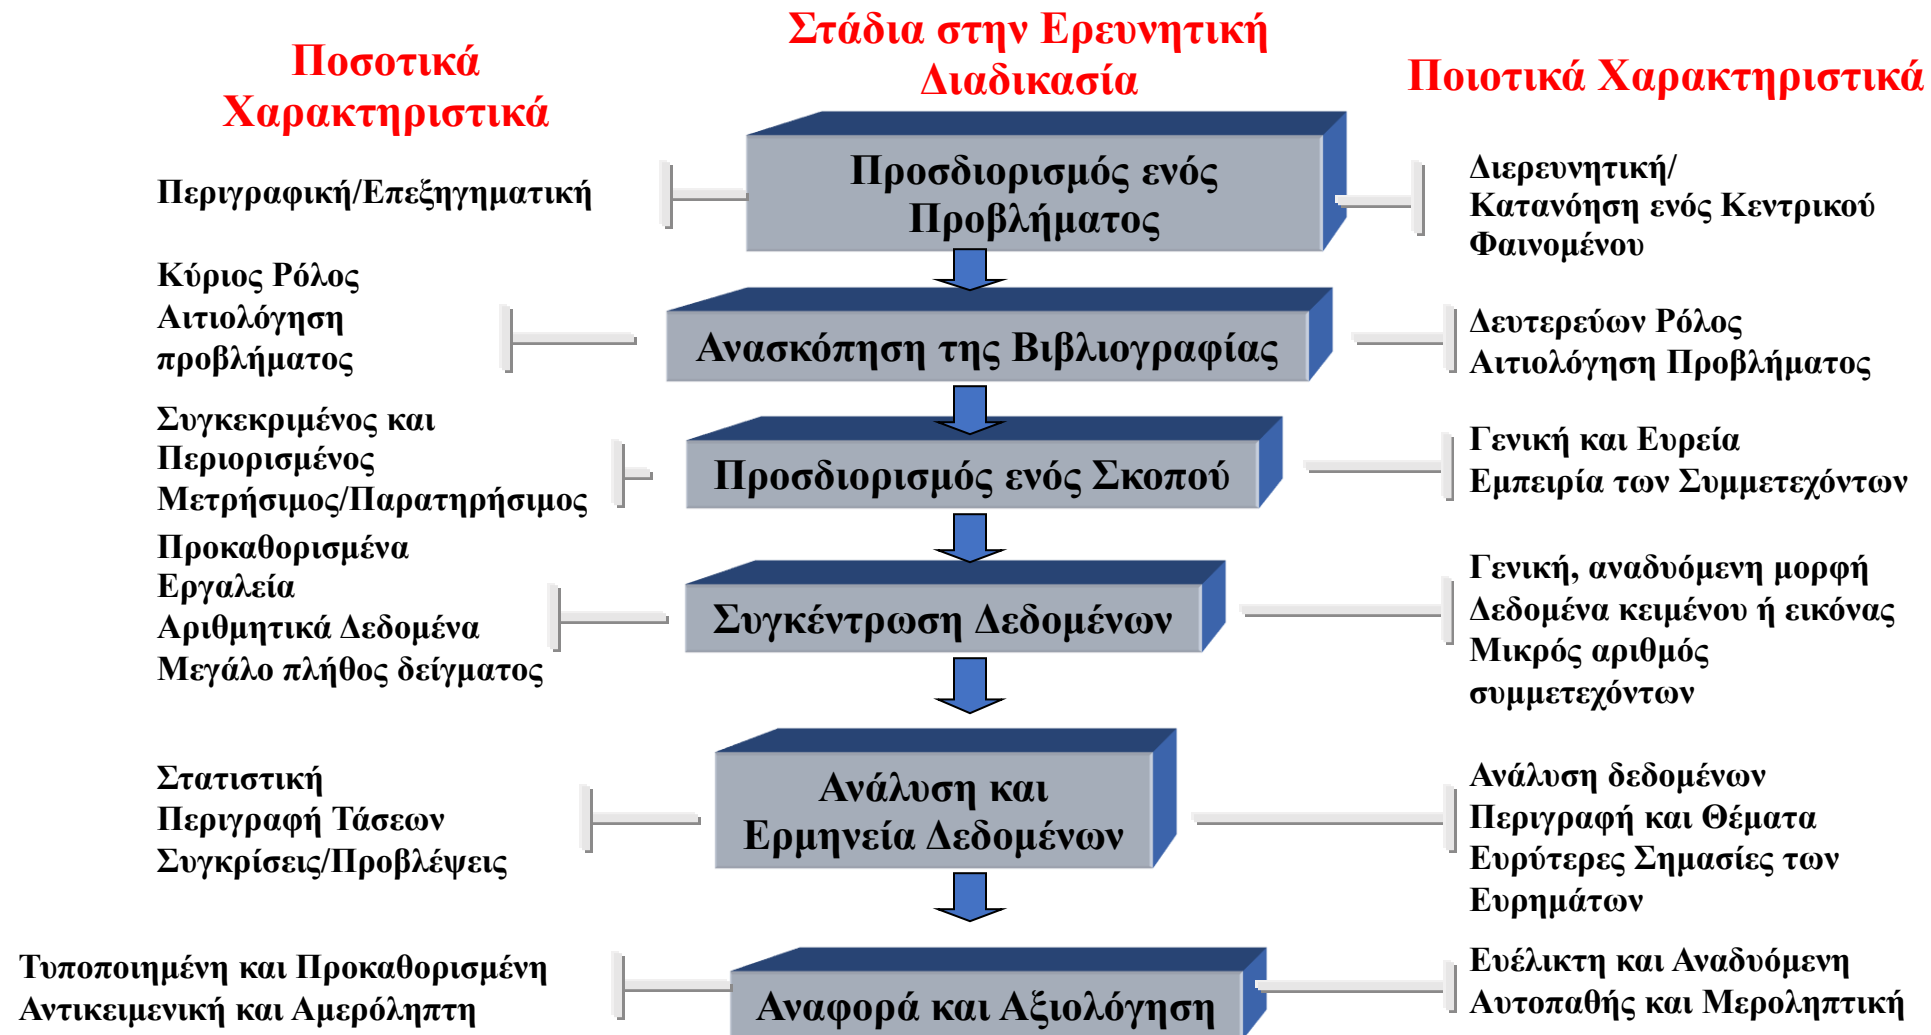 Στάδια στην Ερευνητική
Διαδικασία
Ποσοτικά
Χαρακτηριστικά
Ποιοτικά Χαρακτηριστικά
Περιγραφική/Επεξηγηματική
Προσδιορισμός ενός
Προβλήματος
Διερευνητική/
Κατανόηση ενός Κεντρικού
Φαινομένου
Κύριος Ρόλος
Αιτιολόγηση
προβλήματος
Ανασκόπηση της Βιβλιογραφίας
Δευτερεύων Ρόλος
Αιτιολόγηση Προβλήματος
Συγκεκριμένος και
Περιορισμένος
Μετρήσιμος/Παρατηρήσιμος
Προσδιορισμός ενός Σκοπού
Γενική και Ευρεία
Εμπειρία των Συμμετεχόντων
Προκαθορισμένα
Εργαλεία
Αριθμητικά Δεδομένα
Μεγάλο πλήθος δείγματος
Συγκέντρωση Δεδομένων
Γενική, αναδυόμενη μορφή
Δεδομένα κειμένου ή εικόνας
Μικρός αριθμός
συμμετεχόντων
Στατιστική
Περιγραφή Τάσεων
Συγκρίσεις/Προβλέψεις
Ανάλυση και
Ερμηνεία Δεδομένων
Ανάλυση δεδομένων
Περιγραφή και Θέματα
Ευρύτερες Σημασίες των
Ευρημάτων
Τυποποιημένη και Προκαθορισμένη
Αντικειμενική και Αμερόληπτη
Αναφορά και Αξιολόγηση
Ευέλικτη και Αναδυόμενη
Αυτοπαθής και Μεροληπτική